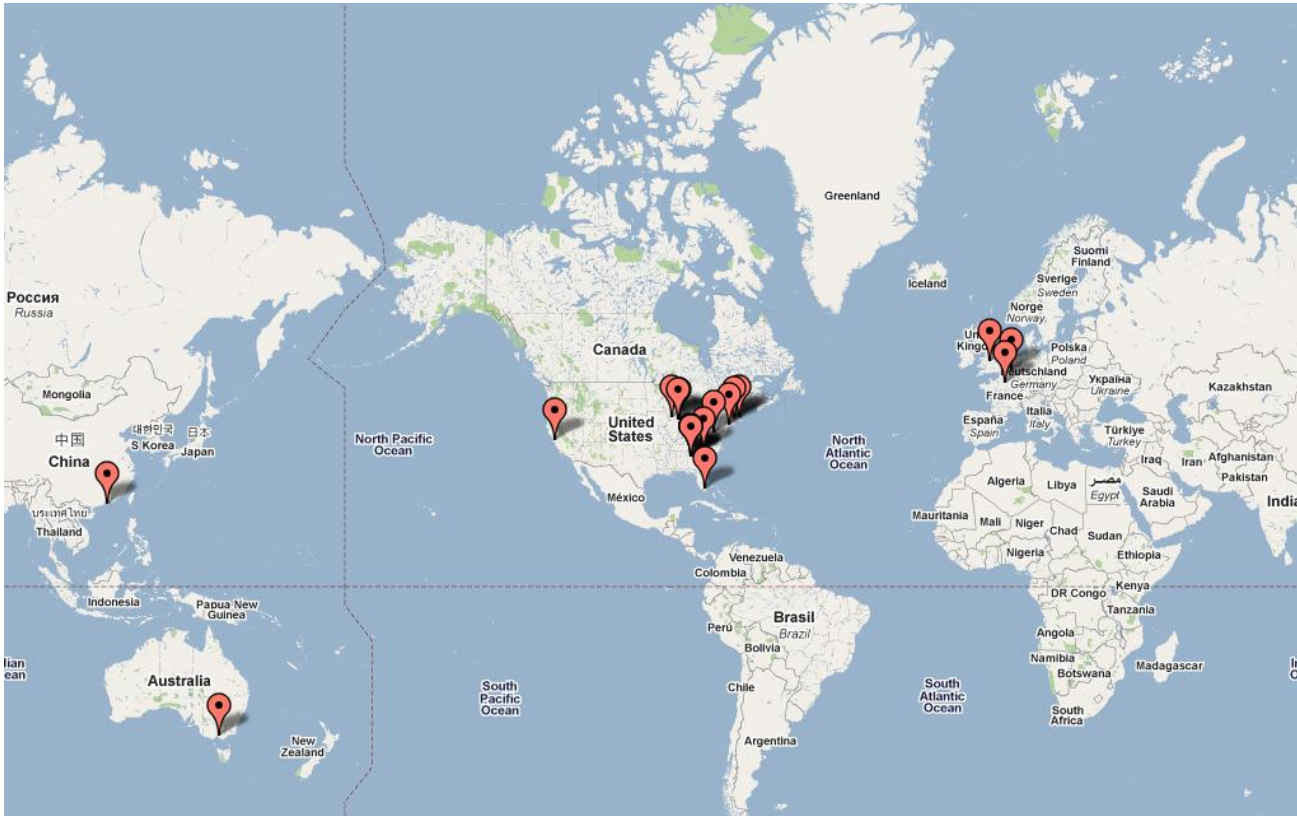 Greenland
Iceland
Suomi
Finland
Sverige
Sweden
Norge
Norway
Россия
Russia
Canada
Polska
Poland
Deutschland
Germany
Україна
Ukraine
France
Kazakhstan
Mongolia
United
States
España
Spain
Italia
Italy
Türkiye
Turkey
中国
China
대한민국
S Korea
日本
Japan
North Pacific
Ocean
North
Atlantic
Ocean
Iraq
Iran
Afghanistan
Pakistan
Algeria
Libya
مصر
Egypt
Saudi
Arabia
India
México
ประเทศไทย
Thailand
Mauritania
Mali
Niger
Chad
Sudan
Nigeria
Ethiopia
Venezuela
Colombia
Kenya
DR Congo
Tanzania
Indonesia
Papua New
Guinea
Perú
Brasil
Brazil
Bolivia
Angola
Namibia
Botswana
Madagascar
Australia
South
Pacific
Ocean
Chile
South
Atlantic
Ocean
South
Africa
New
Zealand
Argentina